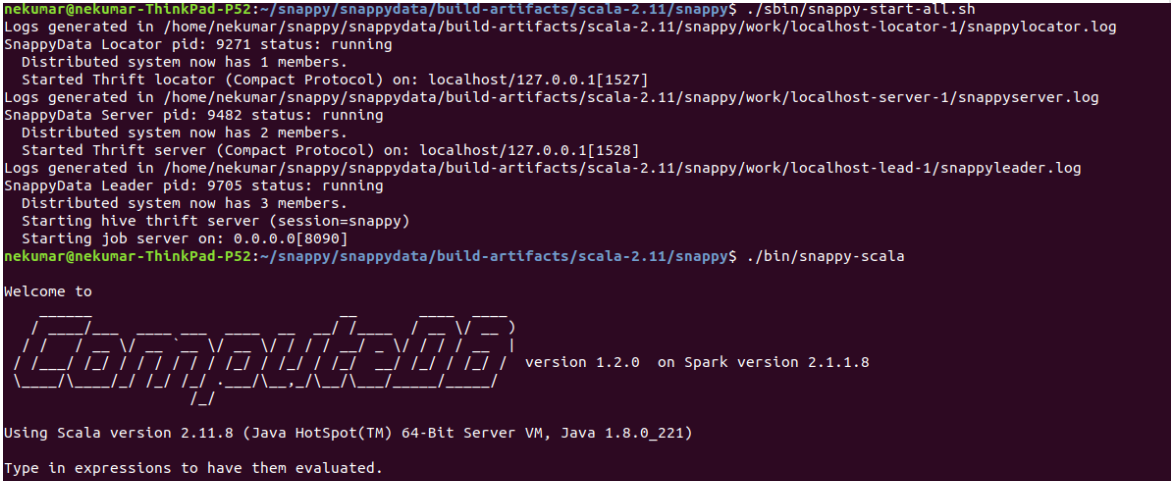 nekumar@nekumar-ThinkPad-P52:~/snappy/snappydata/build-artifacts/scala-2.11/snappy$ ./sbin/snappy-start-all.sh
Logs generated in /home/nekumar/snappy/snappydata/build-artifacts/scala-2.11/snappy/work/localhost-locator-1/snappylocator.log
SnappyData Locator pid: 9271 status: running
  Distributed system now has 1 members.
  Started Thrift locator (Compact Protocol) on: localhost/127.0.0.1[1527]
Logs generated in /home/nekumar/snappy/snappydata/build-artifacts/scala-2.11/snappy/work/localhost-server-1/snappyserver.log
SnappyData Server pid: 9482 status: running
  Distributed system now has 2 members.
  Started Thrift server (Compact Protocol) on: localhost/127.0.0.1[1528]
Logs generated in /home/nekumar/snappy/snappydata/build-artifacts/scala-2.11/snappy/work/localhost-lead-1/snappyleader.log
SnappyData Leader pid: 9705 status: running
  Distributed system now has 3 members.
  Starting hive thrift server (session=snappy)
  Starting job server on: 0.0.0.0[8090]
nekumar@nekumar-ThinkPad-P52:~/snappy/snappydata/build-artifacts/scala-2.11/snappy$ ./bin/snappy-scala
Welcome to
ComputeDB version 1.2.0  on Spark version 2.1.1.8
Using Scala version 2.11.8 (Java HotSpot(TM) 64-Bit Server VM, Java 1.8.0_221)
Type in expressions to have them evaluated.